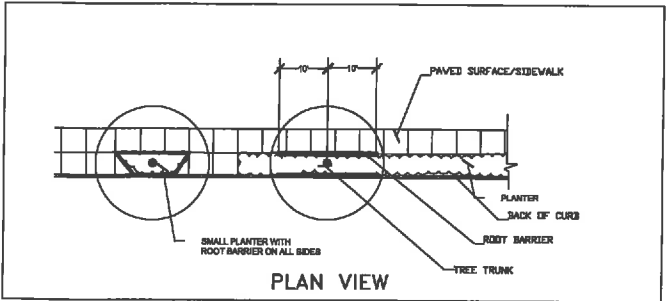 10' 10'
PAVED SURFACE/SIDEWALK
PLANTER
BACK OF CURB
SMALL PLANTER WITH
ROOT BARRIER ON ALL SIDES
ROOT BARRIER
TREE TRUNK
PLAN VIEW